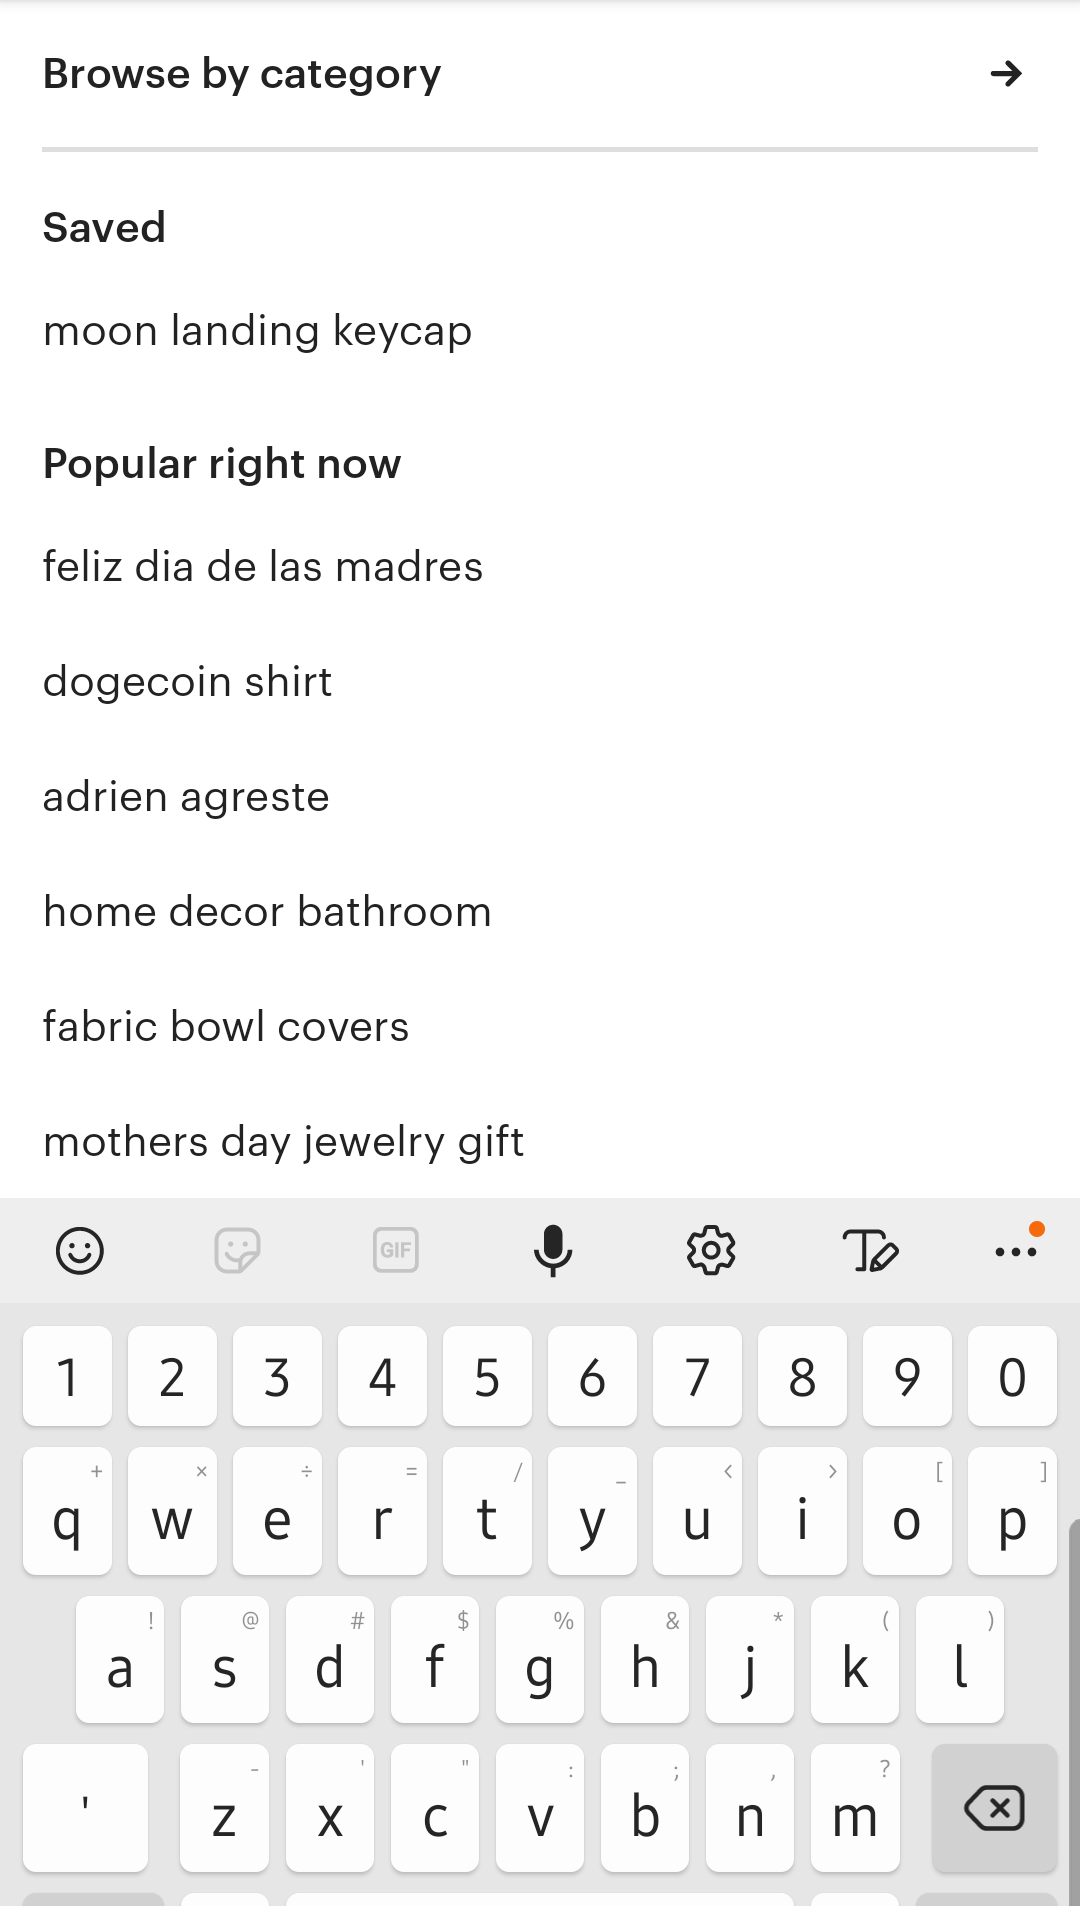 Browse by category
Saved
moon landing keycap
Popular right now
feliz dia de las madres
dogecoin shirt
adrien agreste
home decor bathroom
fabric bowl covers
mothers day jewelry gift
GIF
1 2 3 4 5 6 7 8 9 0
+ × ÷ = / _ < > [ ]
q w e r t y u i o p
! @ # $ % & * ( )
a s d f g h j k l
- ' " : ; , ?
' z x c v b n m